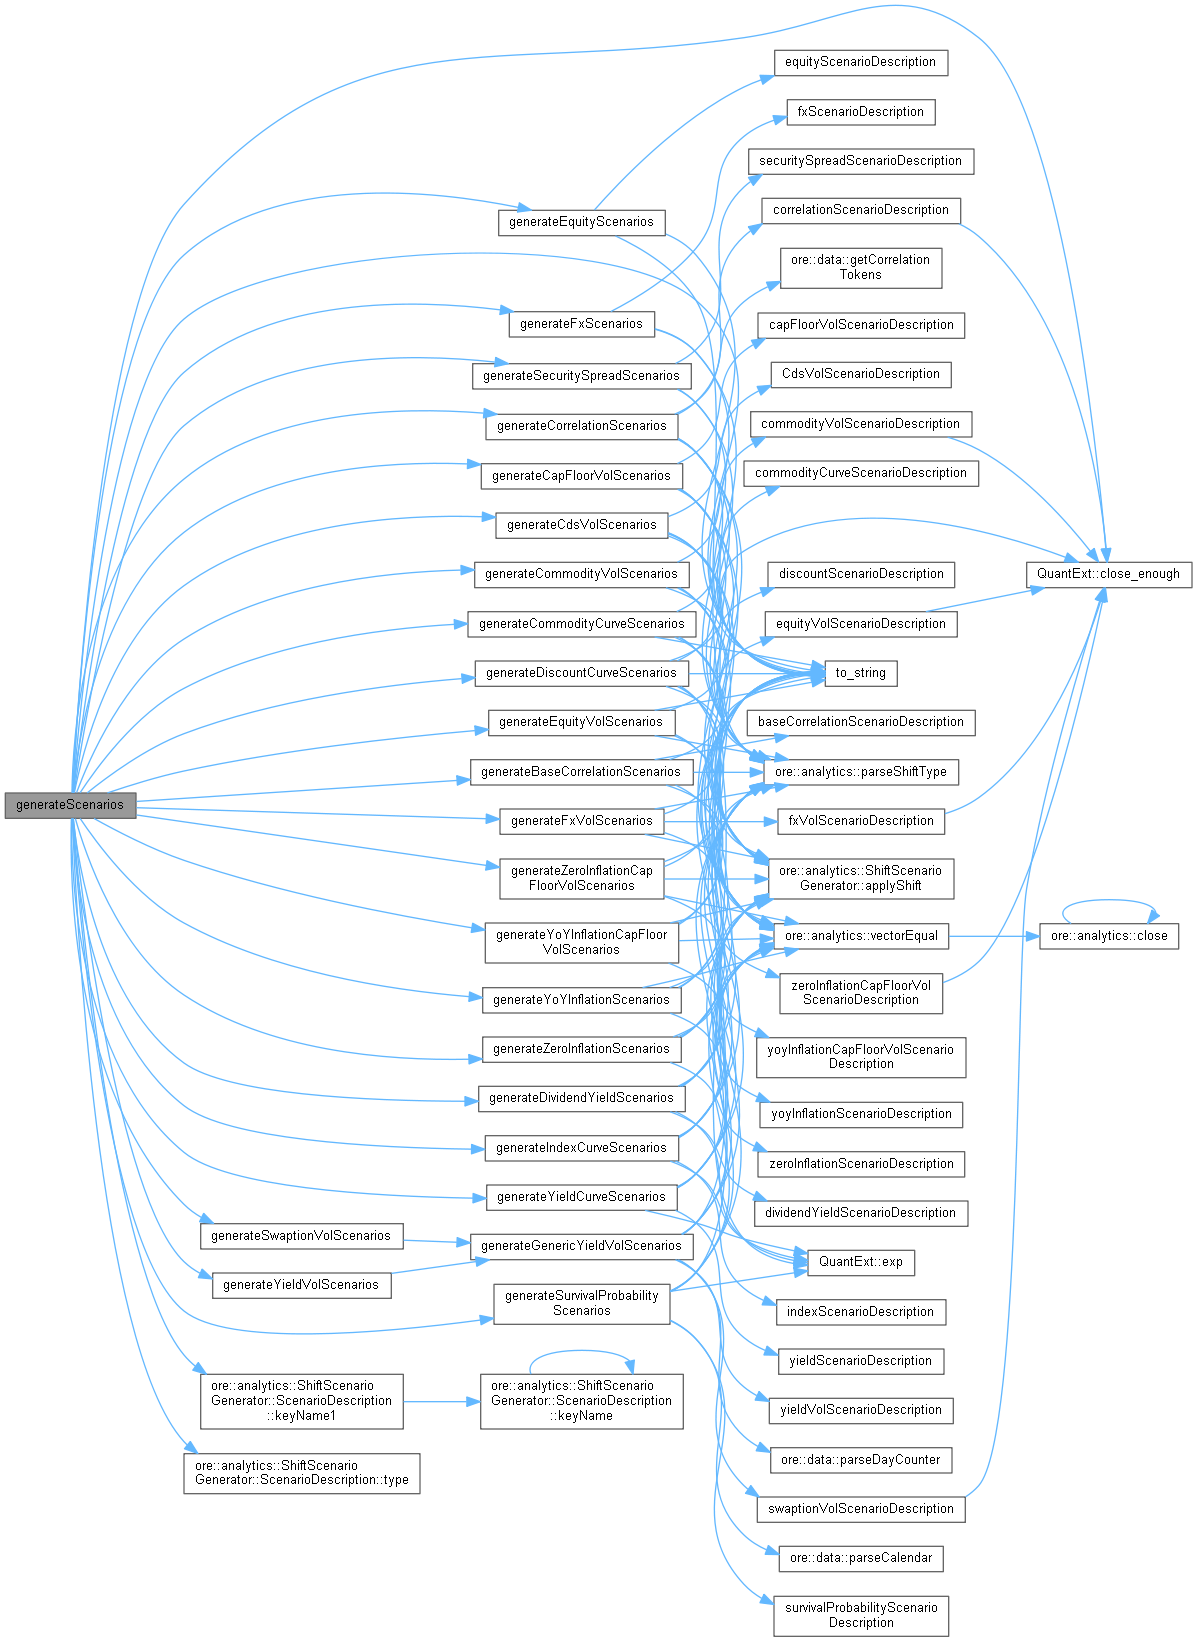 equityScenarioDescription
fxScenarioDescription
securitySpreadScenarioDescription
correlationScenarioDescription
generateEquityScenarios
ore::data::getCorrelation
Tokens
generateFxScenarios
capFloorVolScenarioDescription
generateSecuritySpreadScenarios
CdsVolScenarioDescription
generateCorrelationScenarios
commodityVolScenarioDescription
generateCapFloorVolScenarios
commodityCurveScenarioDescription
generateCdsVolScenarios
generateCommodityVolScenarios
discountScenarioDescription
QuantExt::close_enough
generateCommodityCurveScenarios
equityVolScenarioDescription
generateDiscountCurveScenarios
to_string
generateEquityVolScenarios
baseCorrelationScenarioDescription
generateBaseCorrelationScenarios
ore::analytics::parseShiftType
generateScenarios
generateFxVolScenarios
fxVolScenarioDescription
generateZeroInflationCap
FloorVolScenarios
ore::analytics::ShiftScenario
Generator::applyShift
generateYoYInflationCapFloor
VolScenarios
ore::analytics::vectorEqual
ore::analytics::close
generateYoYInflationScenarios
zeroInflationCapFloorVol
ScenarioDescription
generateZeroInflationScenarios
yoyInflationCapFloorVolScenario
Description
generateDividendYieldScenarios
yoyInflationScenarioDescription
generateIndexCurveScenarios
zeroInflationScenarioDescription
generateYieldCurveScenarios
dividendYieldScenarioDescription
generateSwaptionVolScenarios
generateGenericYieldVolScenarios
QuantExt::exp
generateYieldVolScenarios
generateSurvivalProbability
Scenarios
indexScenarioDescription
yieldScenarioDescription
ore::analytics::ShiftScenario
Generator::ScenarioDescription
::keyName1
ore::analytics::ShiftScenario
Generator::ScenarioDescription
::keyName
yieldVolScenarioDescription
ore::data::parseDayCounter
ore::analytics::ShiftScenario
Generator::ScenarioDescription::type
swaptionVolScenarioDescription
ore::data::parseCalendar
survivalProbabilityScenario
Description